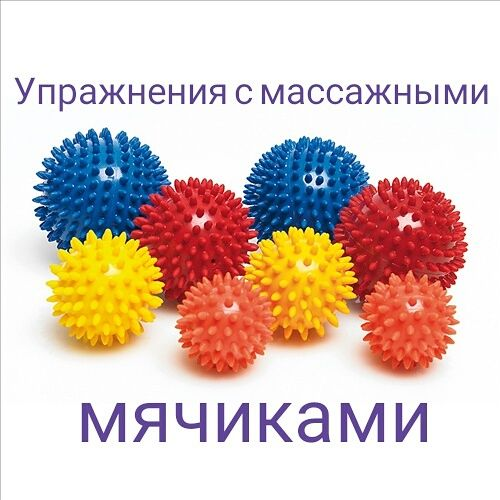 Упражнения с массажными
мячиками